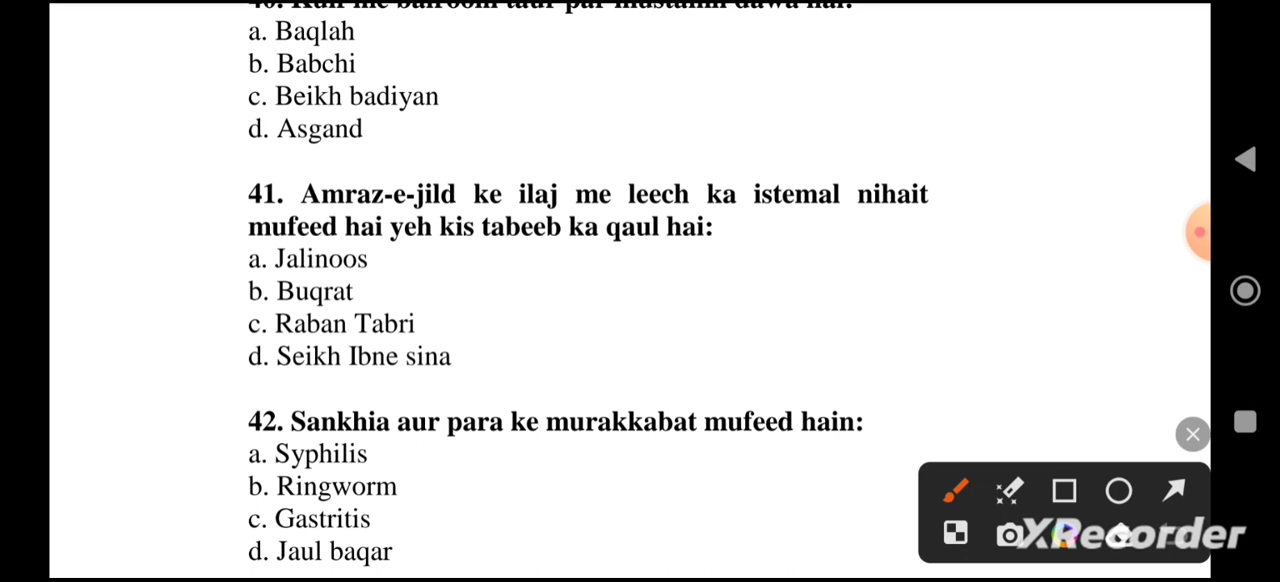 a. Baqlah
b. Babchi
c. Beikh badiyan
d. Asgand
41. Amraz-e-jild ke ilaj me leech ka istemal nihait
mufeed hai yeh kis tabeeb ka qaul hai:
a. Jalinoos
b. Buqrat
c. Raban Tabri
d. Seikh Ibne sina
42. Sankhia aur para ke murakkabat mufeed hain:
a. Syphilis
b. Ringworm
c. Gastritis
d. Jaul baqar
XRecorder